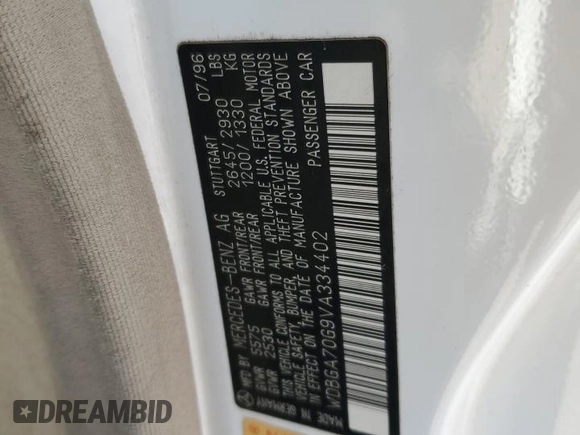 MADE BY MERCEDES-BENZ AG STUTTGART 07/96
GVWR 5575 GAWR FRONT/REAR 2645/2930 LBS
GVWR 2530 GAWR FRONT/REAR 1200/1330 KG
THIS VEHICLE CONFORMS TO ALL APPLICABLE U.S. FEDERAL MOTOR
VEHICLE SAFETY, BUMPER, AND THEFT PREVENTION STANDARDS
IN EFFECT ON THE DATE OF MANUFACTURE SHOWN ABOVE
WDBGA70G9VA334402 PASSENGER CAR
MADE IN GERMANY
AutoAstat